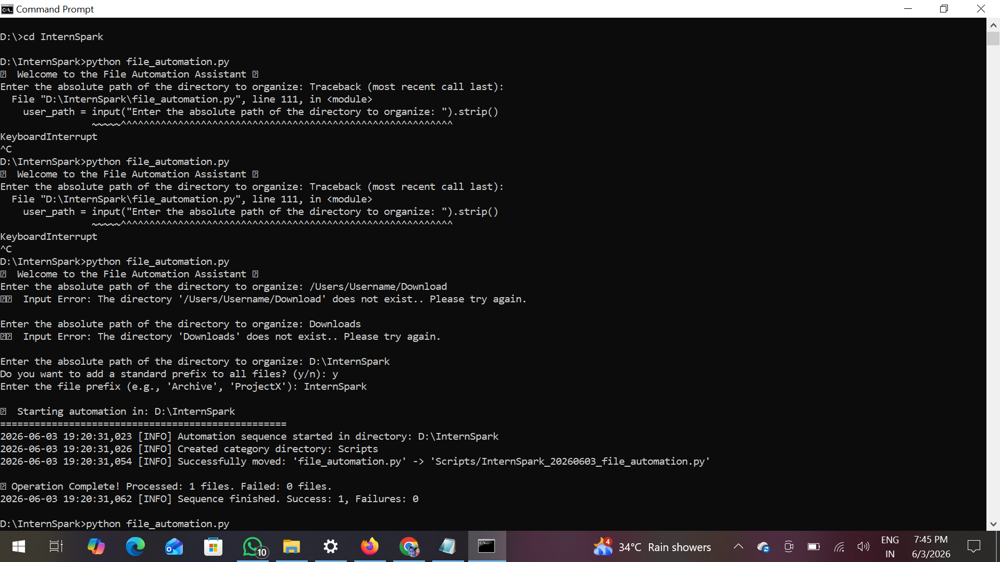 Command Prompt
D:\>cd InternSpark
D:\InternSpark>python file_automation.py
Welcome to the File Automation Assistant
Enter the absolute path of the directory to organize: Traceback (most recent call last):
  File "D:\InternSpark\file_automation.py", line 111, in <module>
    user_path = input("Enter the absolute path of the directory to organize: ").strip()
                ~~~~~^^^^^^^^^^^^^^^^^^^^^^^^^^^^^^^^^^^^^^^^^^^^^^^^^^^^^^^^^^
KeyboardInterrupt
^C
D:\InternSpark>python file_automation.py
Welcome to the File Automation Assistant
Enter the absolute path of the directory to organize: Traceback (most recent call last):
  File "D:\InternSpark\file_automation.py", line 111, in <module>
    user_path = input("Enter the absolute path of the directory to organize: ").strip()
                ~~~~~^^^^^^^^^^^^^^^^^^^^^^^^^^^^^^^^^^^^^^^^^^^^^^^^^^^^^^^^^^
KeyboardInterrupt
^C
D:\InternSpark>python file_automation.py
Welcome to the File Automation Assistant
Enter the absolute path of the directory to organize: /Users/Username/Download
Input Error: The directory '/Users/Username/Download' does not exist.. Please try again.
Enter the absolute path of the directory to organize: Downloads
Input Error: The directory 'Downloads' does not exist.. Please try again.
Enter the absolute path of the directory to organize: D:\InternSpark
Do you want to add a standard prefix to all files? (y/n): y
Enter the file prefix (e.g., 'Archive', 'ProjectX'): InternSpark
Starting automation in: D:\InternSpark
==================================================
2026-06-03 19:20:31,023 [INFO] Automation sequence started in directory: D:\InternSpark
2026-06-03 19:20:31,026 [INFO] Created category directory: Scripts
2026-06-03 19:20:31,054 [INFO] Successfully moved: 'file_automation.py' -> 'Scripts/InternSpark_20260603_file_automation.py'
Operation Complete! Processed: 1 files. Failed: 0 files.
2026-06-03 19:20:31,062 [INFO] Sequence finished. Success: 1, Failures: 0
D:\InternSpark>python file_automation.py
10
4
34°C Rain showers
ENG
IN
7:45 PM
6/3/2026